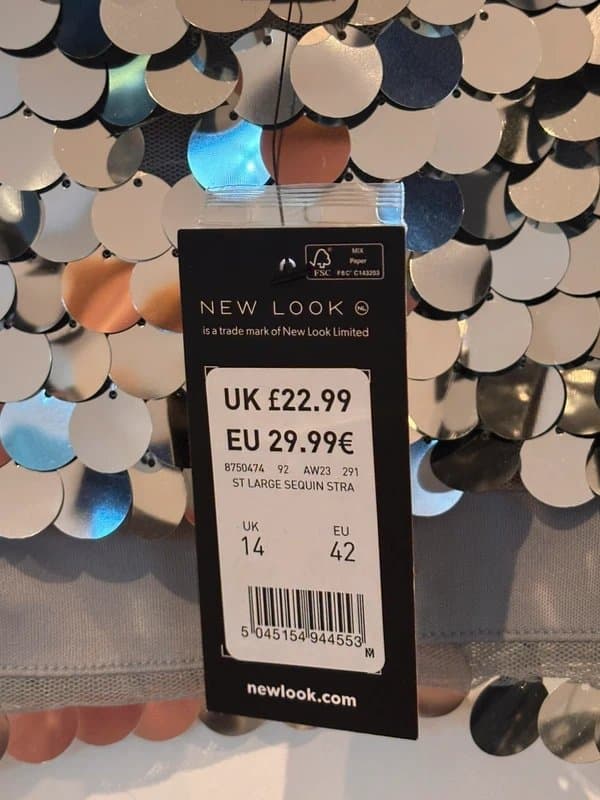 FSC
MIX
Paper
FSC® C143203
NEW LOOK NL
is a trade mark of New Look Limited
UK £22.99
EU 29.99€
8750474 92 AW23 291
ST LARGE SEQUIN STRA
UK EU
14 42
5 045154 944553
M
newlook.com